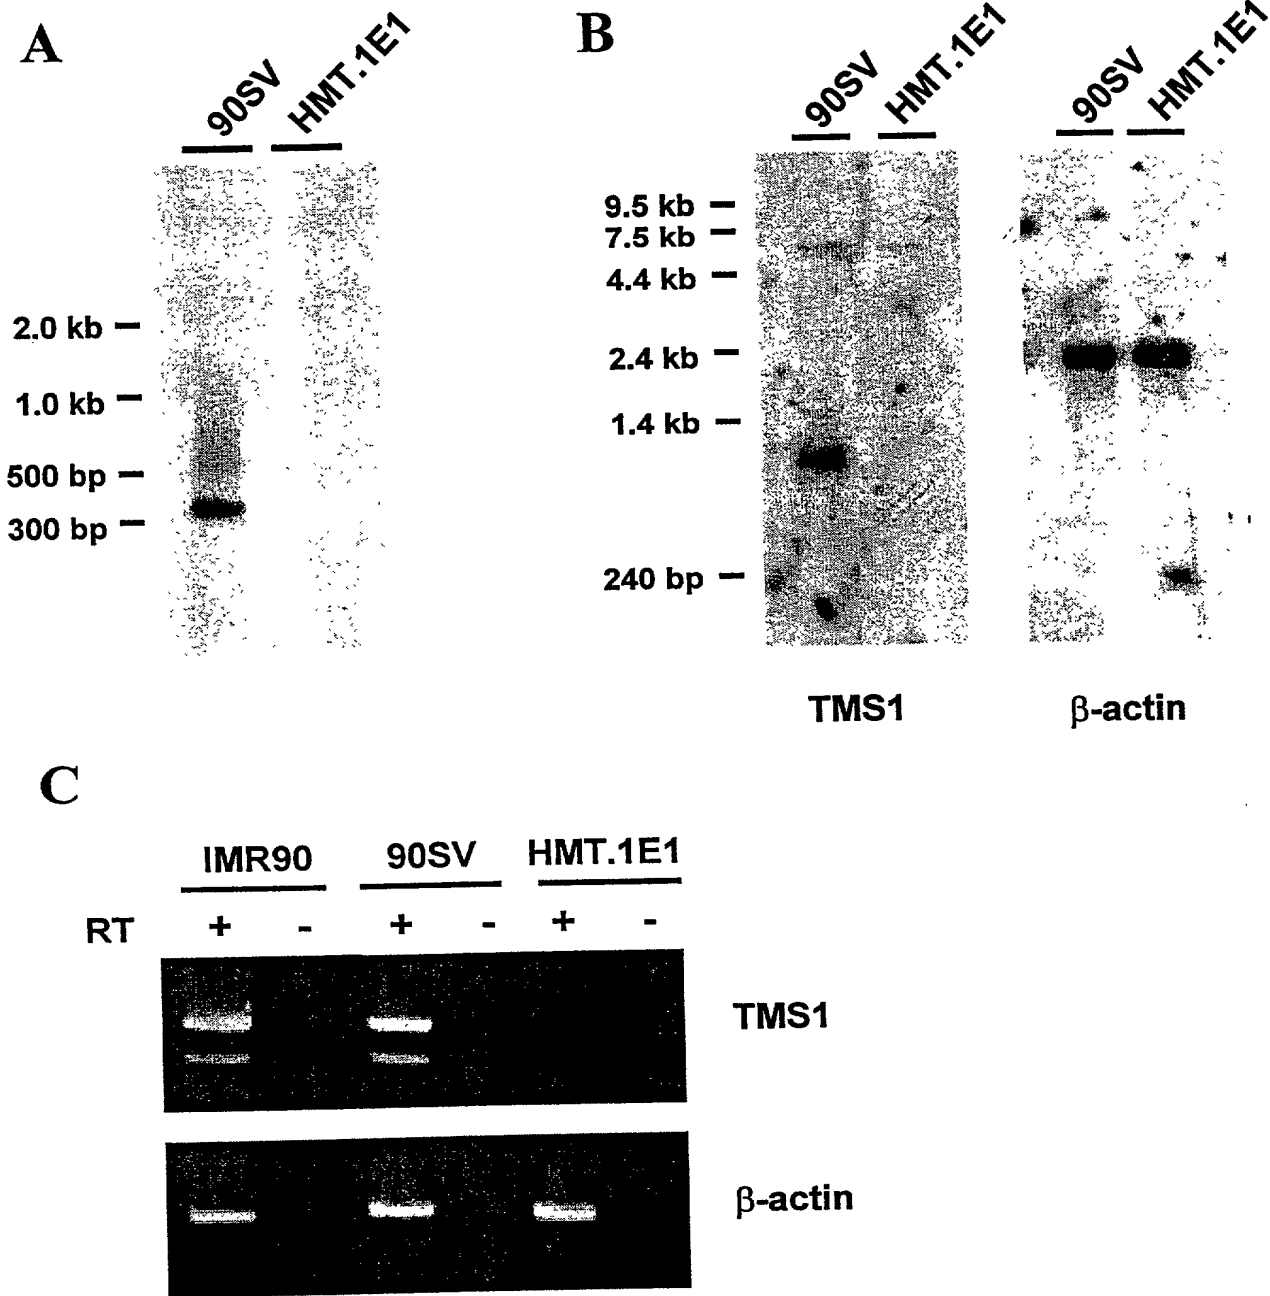 A
90SV
HMT.1E1
2.0 kb
1.0 kb
500 bp
300 bp
B
90SV
HMT.1E1
90SV
HMT.1E1
9.5 kb
7.5 kb
4.4 kb
2.4 kb
1.4 kb
240 bp
TMS1
β-actin
C
IMR90
90SV
HMT.1E1
RT + - + - + -
TMS1
β-actin